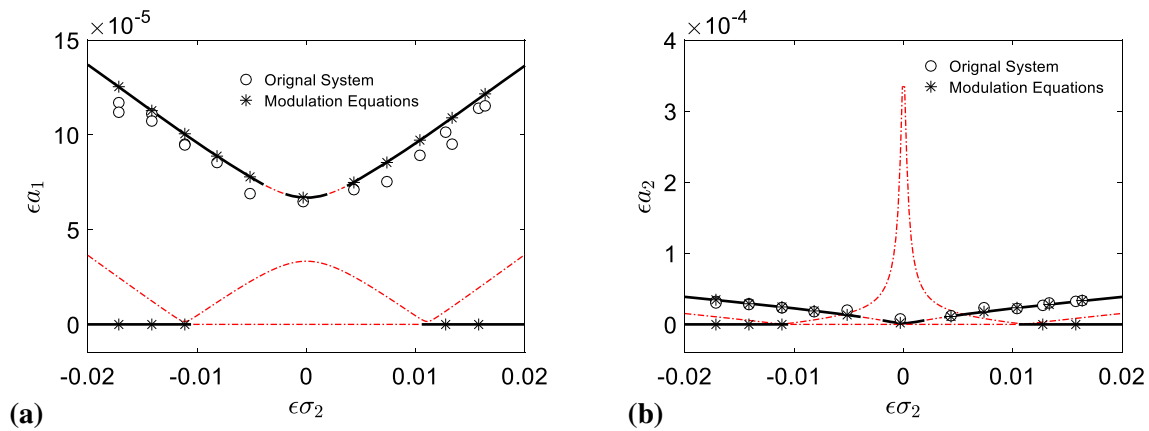 ×10⁻⁵
15
10
5
0
-0.02 -0.01 0 0.01 0.02
ϵa₁
ϵσ₂
Orignal System
Modulation Equations
(a)
×10⁻⁴
4
3
2
1
0
-0.02 -0.01 0 0.01 0.02
ϵa₂
ϵσ₂
Orignal System
Modulation Equations
(b)